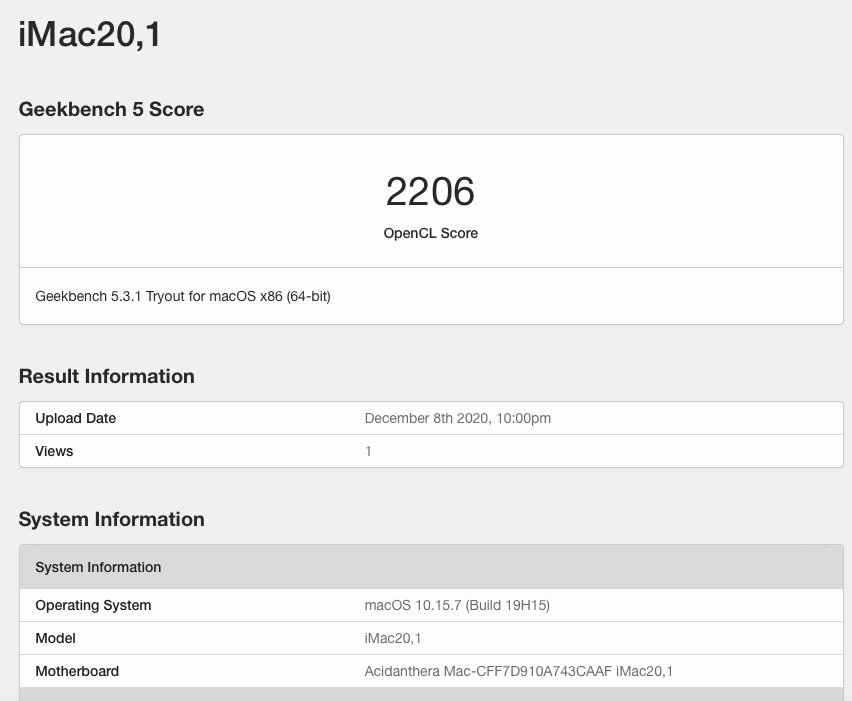 iMac20,1
Geekbench 5 Score
2206
OpenCL Score
Geekbench 5.3.1 Tryout for macOS x86 (64-bit)
Result Information
Upload Date December 8th 2020, 10:00pm
Views 1
System Information
System Information
Operating System macOS 10.15.7 (Build 19H15)
Model iMac20,1
Motherboard Acidanthera Mac-CFF7D910A743CAAF iMac20,1